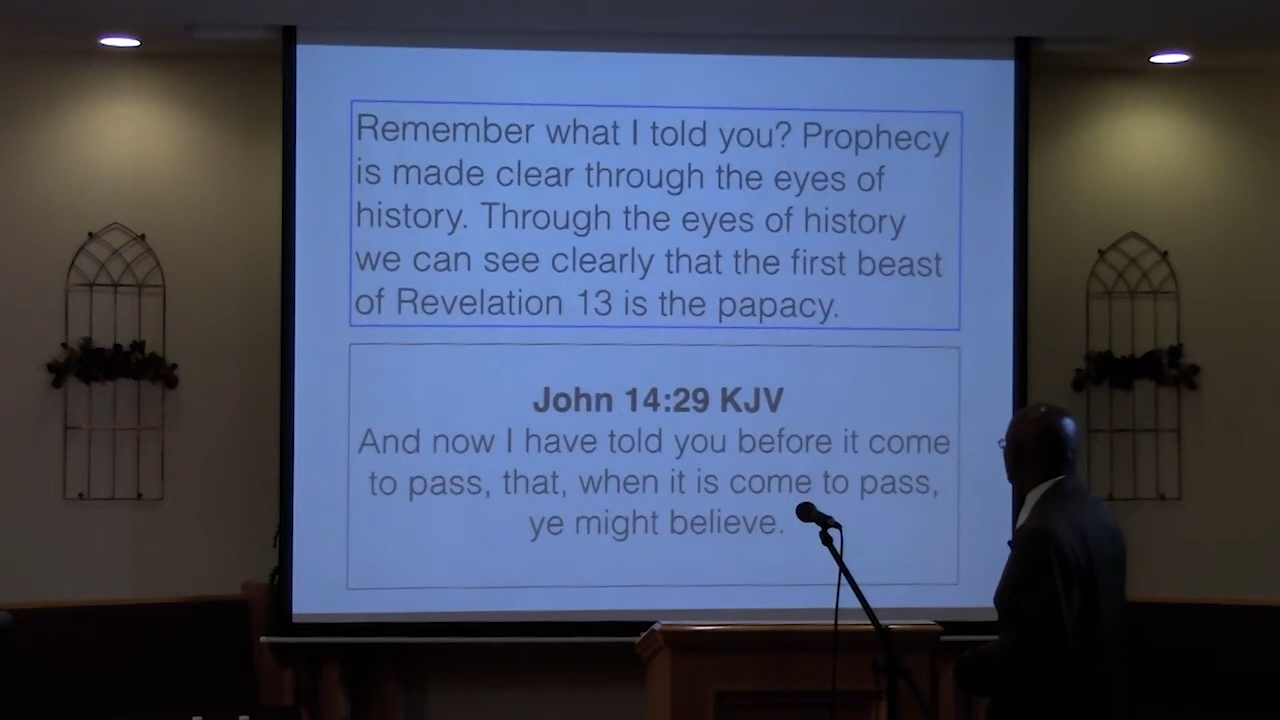 Remember what I told you? Prophecy
is made clear through the eyes of
history. Through the eyes of history
we can see clearly that the first beast
of Revelation 13 is the papacy.
John 14:29 KJV
And now I have told you before it come
to pass, that, when it is come to pass,
ye might believe.